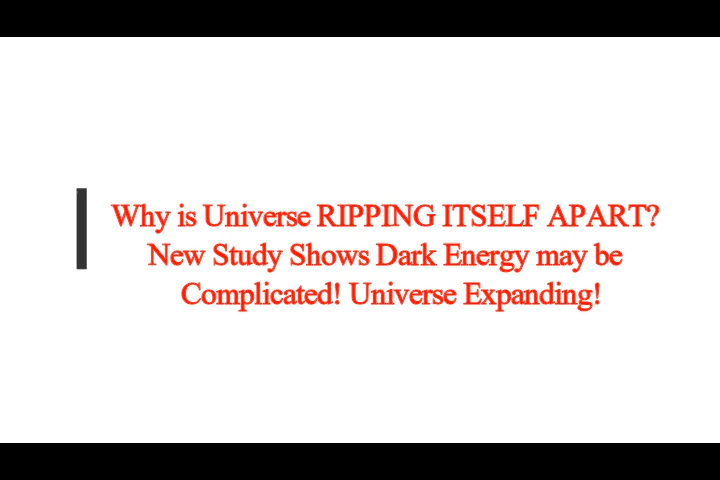 Why is Universe RIPPING ITSELF APART?
New Study Shows Dark Energy may be
Complicated! Universe Expanding!